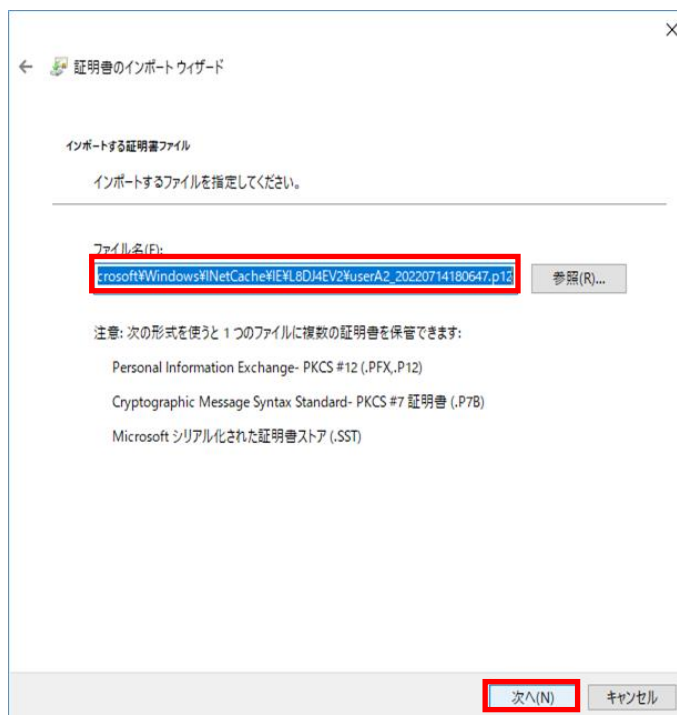 証明書のインポート ウィザード
インポートする証明書ファイル
インポートするファイルを指定してください。
ファイル名(F):
crosoft¥Windows¥INetCache¥IE¥L8DJ4EV2¥userA2_20220714180647.p12
参照(R)...
注意: 次の形式を使うと 1 つのファイルに複数の証明書を保管できます:
Personal Information Exchange- PKCS #12 (.PFX,.P12)
Cryptographic Message Syntax Standard- PKCS #7 証明書 (.P7B)
Microsoft シリアル化された証明書ストア (.SST)
次へ(N)
キャンセル